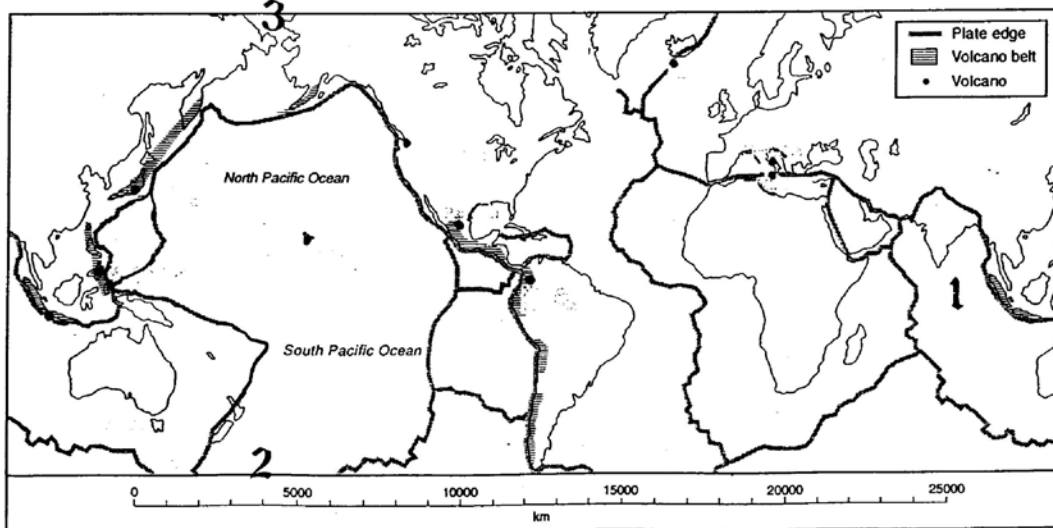 3
Plate edge
Volcano belt
Volcano
North Pacific Ocean
1
South Pacific Ocean
2
0 5000 10000 15000 20000 25000
km